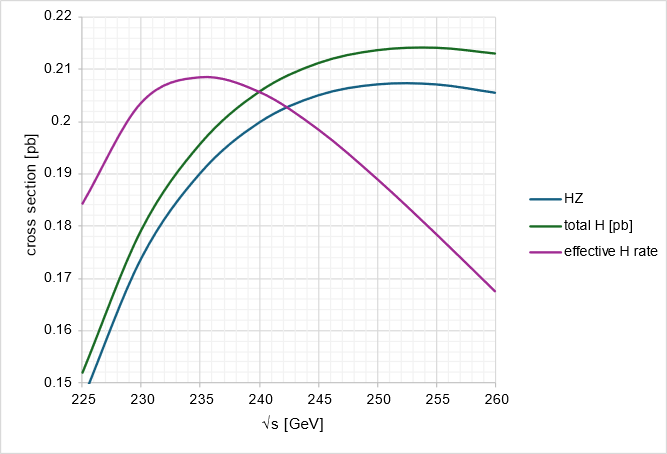 0.22
0.21
0.2
0.19
0.18
0.17
0.16
0.15
cross section [pb]
225 230 235 240 245 250 255 260
√s [GeV]
HZ
total H [pb]
effective H rate